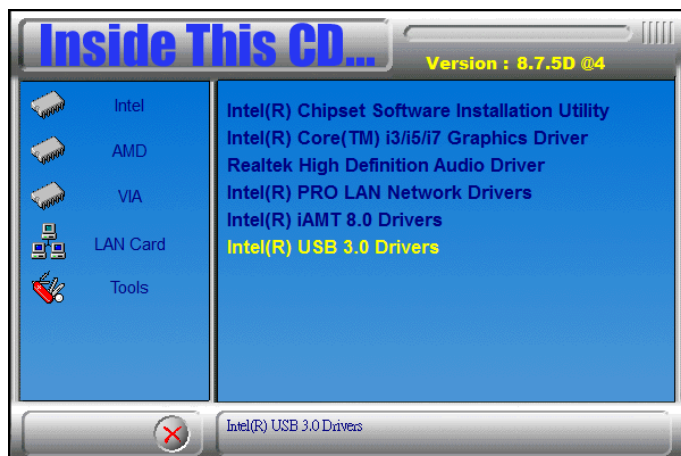 Inside This CD...
Version : 8.7.5D @4
Intel
AMD
VIA
LAN Card
Tools
Intel(R) Chipset Software Installation Utility
Intel(R) Core(TM) i3/i5/i7 Graphics Driver
Realtek High Definition Audio Driver
Intel(R) PRO LAN Network Drivers
Intel(R) iAMT 8.0 Drivers
Intel(R) USB 3.0 Drivers
Intel(R) USB 3.0 Drivers